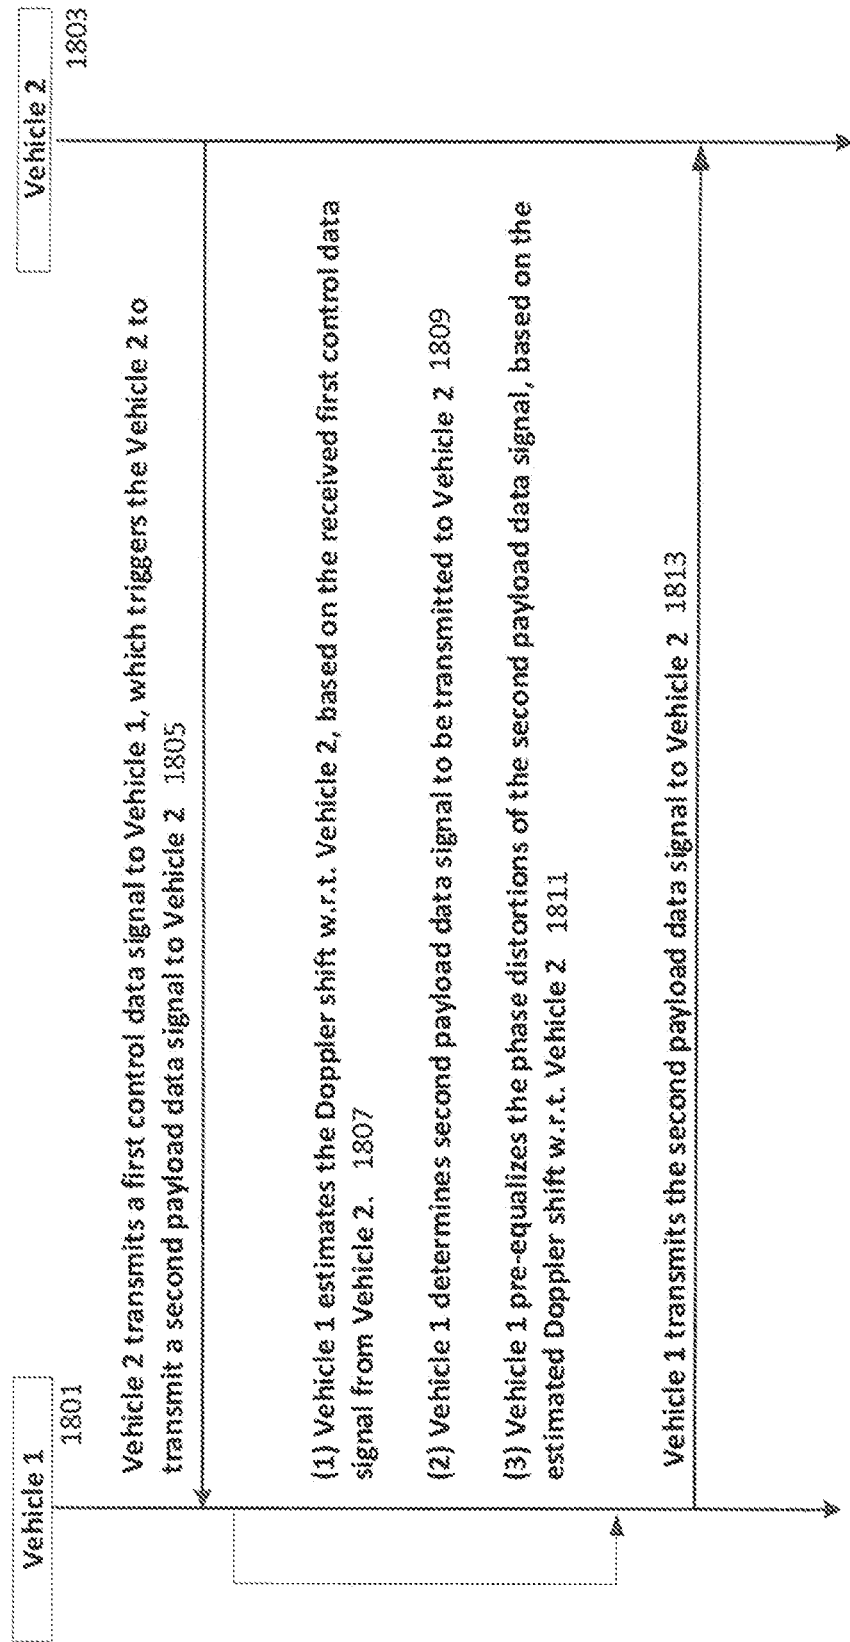 Vehicle 1
1801
Vehicle 2
1803
Vehicle 2 transmits a first control data signal to Vehicle 1, which triggers the Vehicle 2 to
transmit a second payload data signal to Vehicle 2 1805
(1) Vehicle 1 estimates the Doppler shift w.r.t. Vehicle 2, based on the received first control data
signal from Vehicle 2. 1807
(2) Vehicle 1 determines second payload data signal to be transmitted to Vehicle 2 1809
(3) Vehicle 1 pre-equalizes the phase distortions of the second payload data signal, based on the
estimated Doppler shift w.r.t. Vehicle 2 1811
Vehicle 1 transmits the second payload data signal to Vehicle 2 1813